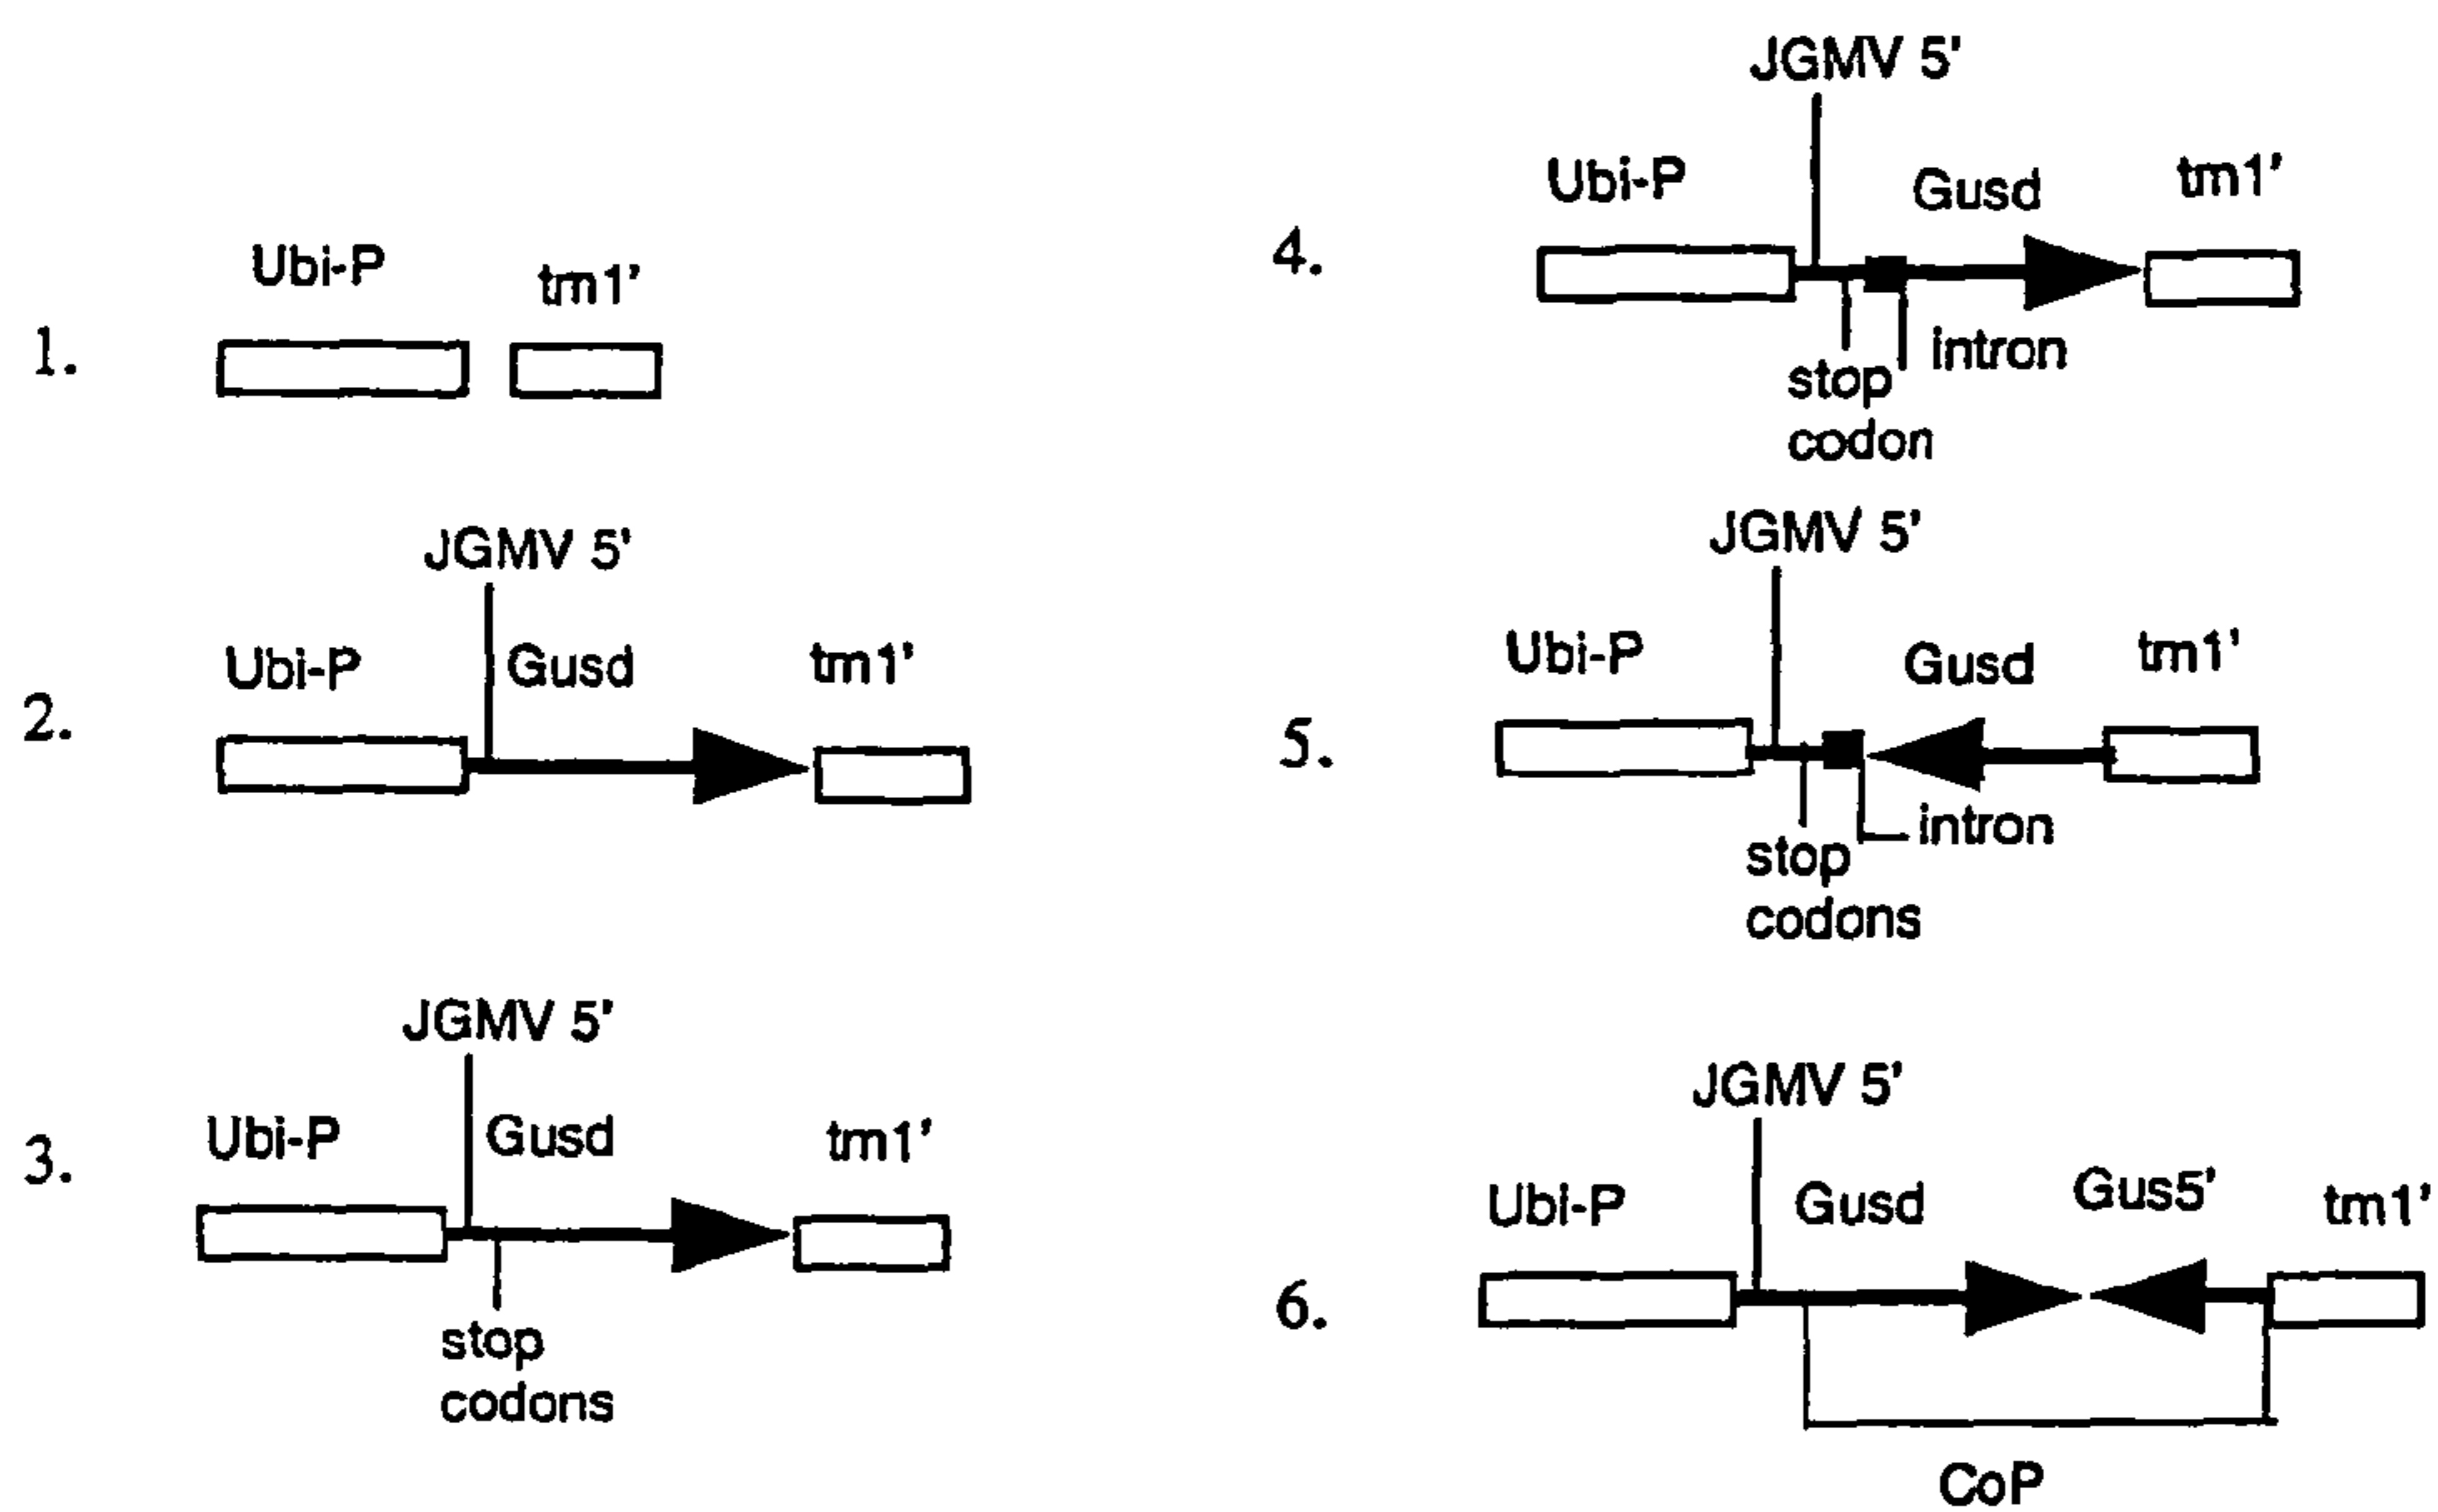 1.
Ubi-P
tm1'
2.
JGMV 5'
Ubi-P
Gusd
tm1'
3.
JGMV 5'
Ubi-P
Gusd
tm1'
stop
codons
4.
JGMV 5'
Ubi-P
Gusd
tm1'
intron
stop
codon
5.
JGMV 5'
Ubi-P
Gusd
tm1'
intron
stop
codons
6.
JGMV 5'
Ubi-P
Gusd
Gus5'
tm1'
CoP